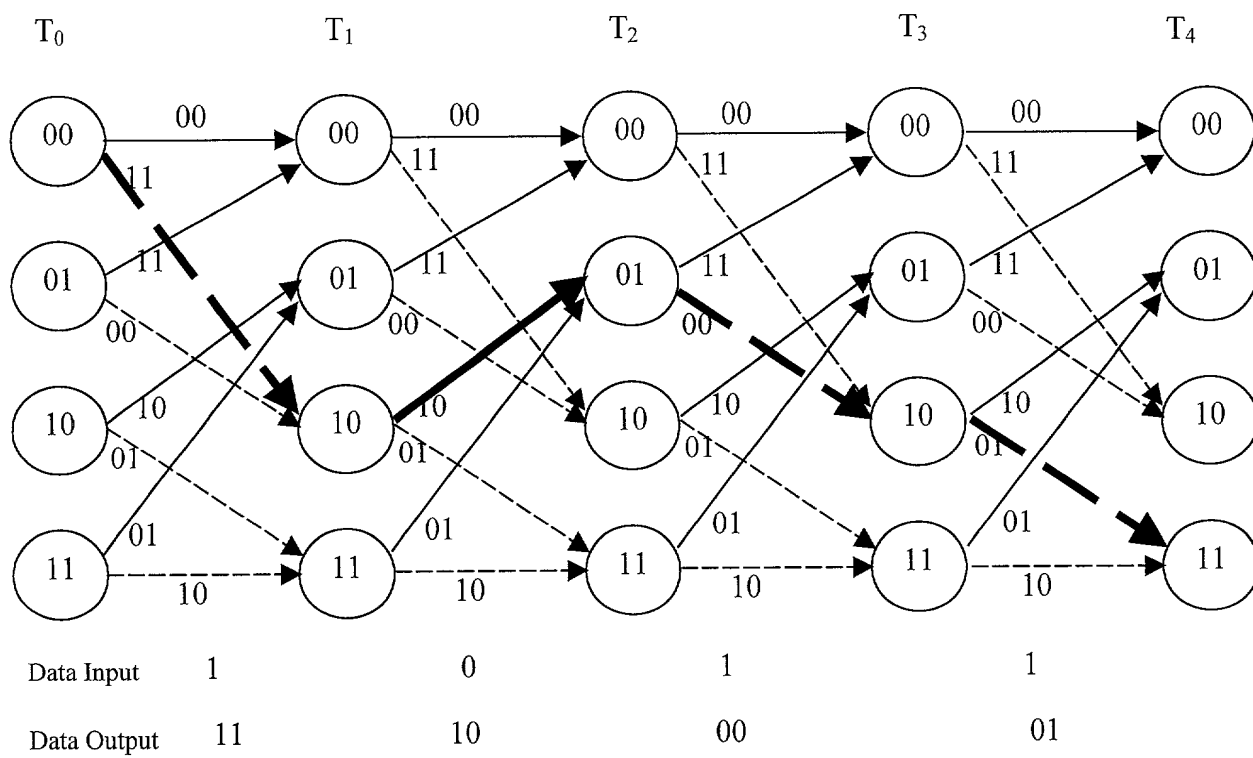 T0 T1 T2 T3 T4
00 00 00 00
00 00 00 00 00
11 11 11 11
11 11 11 11
01 01 01 01 01
00 00 00 00
10 10 10 10
10 10 10 10 10
01 01 01 01
01 01 01 01
11 11 11 11 11
10 10 10 10
Data Input 1 0 1 1
Data Output 11 10 00 01